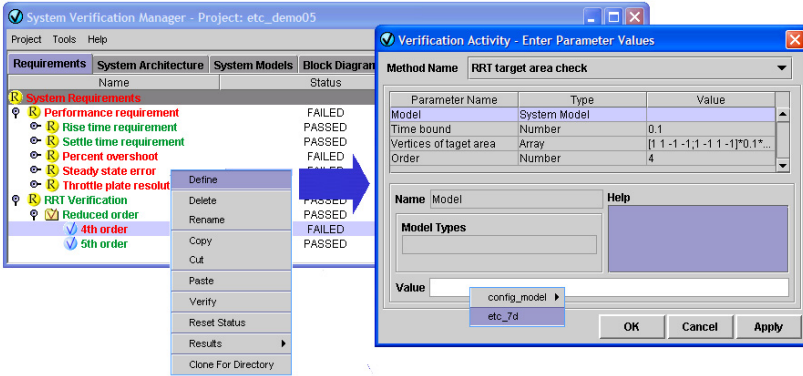 System Verification Manager - Project: etc_demo05
Project Tools Help
Requirements System Architecture System Models Block Diagram
Name Status
R System Requirements
R Performance requirement FAILED
R Rise time requirement PASSED
R Settle time requirement PASSED
R Percent overshoot FAILED
R Steady state error FAILED
R Throttle plate resolut
R RRT Verification PASSED
Reduced order PASSED
4th order FAILED
5th order PASSED
Define
Delete
Rename
Copy
Cut
Paste
Verify
Reset Status
Results
Clone For Directory
Verification Activity - Enter Parameter Values
Method Name RRT target area check
Parameter Name Type Value
Model System Model
Time bound Number 0.1
Vertices of taget area Array [1 1 -1 -1;1 -1 1 -1]*0.1*...
Order Number 4
Name Model Help
Model Types
Value
config_model
etc_7d
OK Cancel Apply